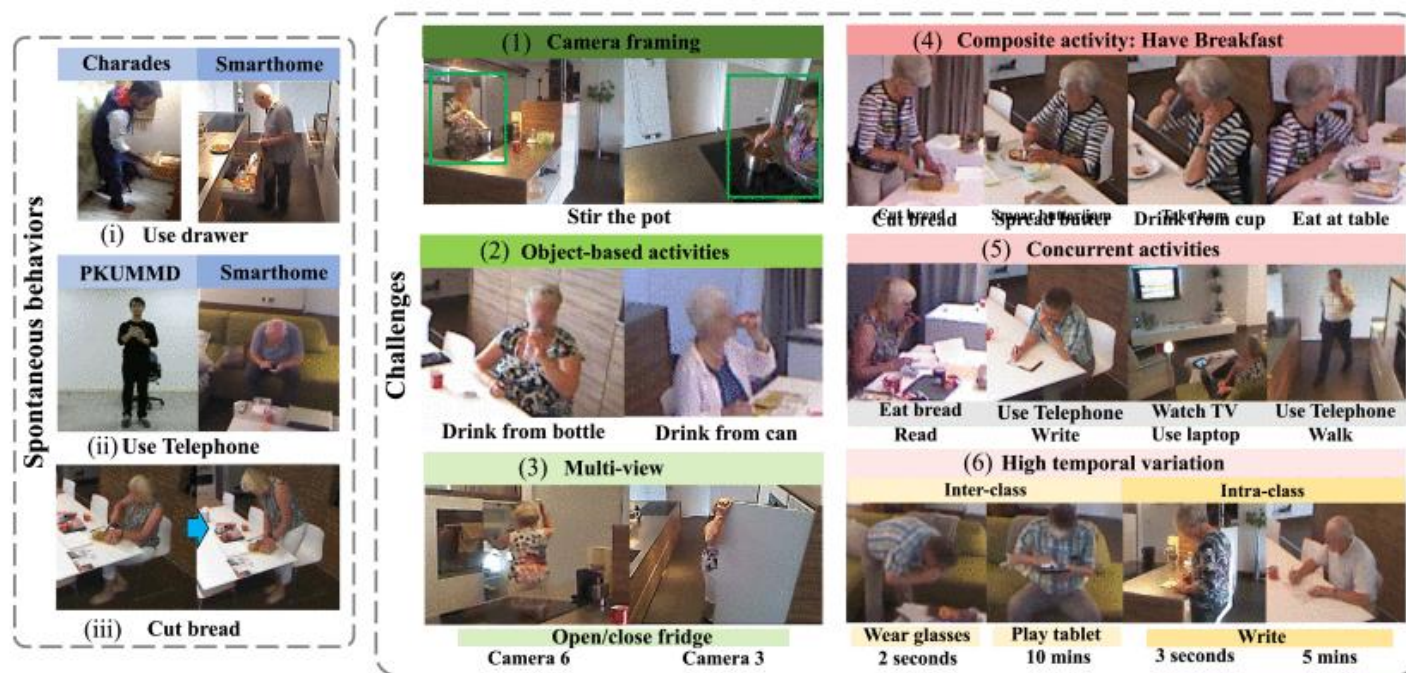 Spontaneous behaviors
Charades Smarthome
(i) Use drawer
PKUMMD Smarthome
(ii) Use Telephone
(iii) Cut bread
Challenges
(1) Camera framing
Stir the pot
(2) Object-based activities
Drink from bottle Drink from can
(3) Multi-view
Open/close fridge
Camera 6 Camera 3
(4) Composite activity: Have Breakfast
Cut bread Spread butter Drink from cup Eat at table
(5) Concurrent activities
Eat bread Use Telephone Watch TV Use Telephone
Read Write Use laptop Walk
(6) High temporal variation
Inter-class Intra-class
Wear glasses Play tablet Write
2 seconds 10 mins 3 seconds 5 mins